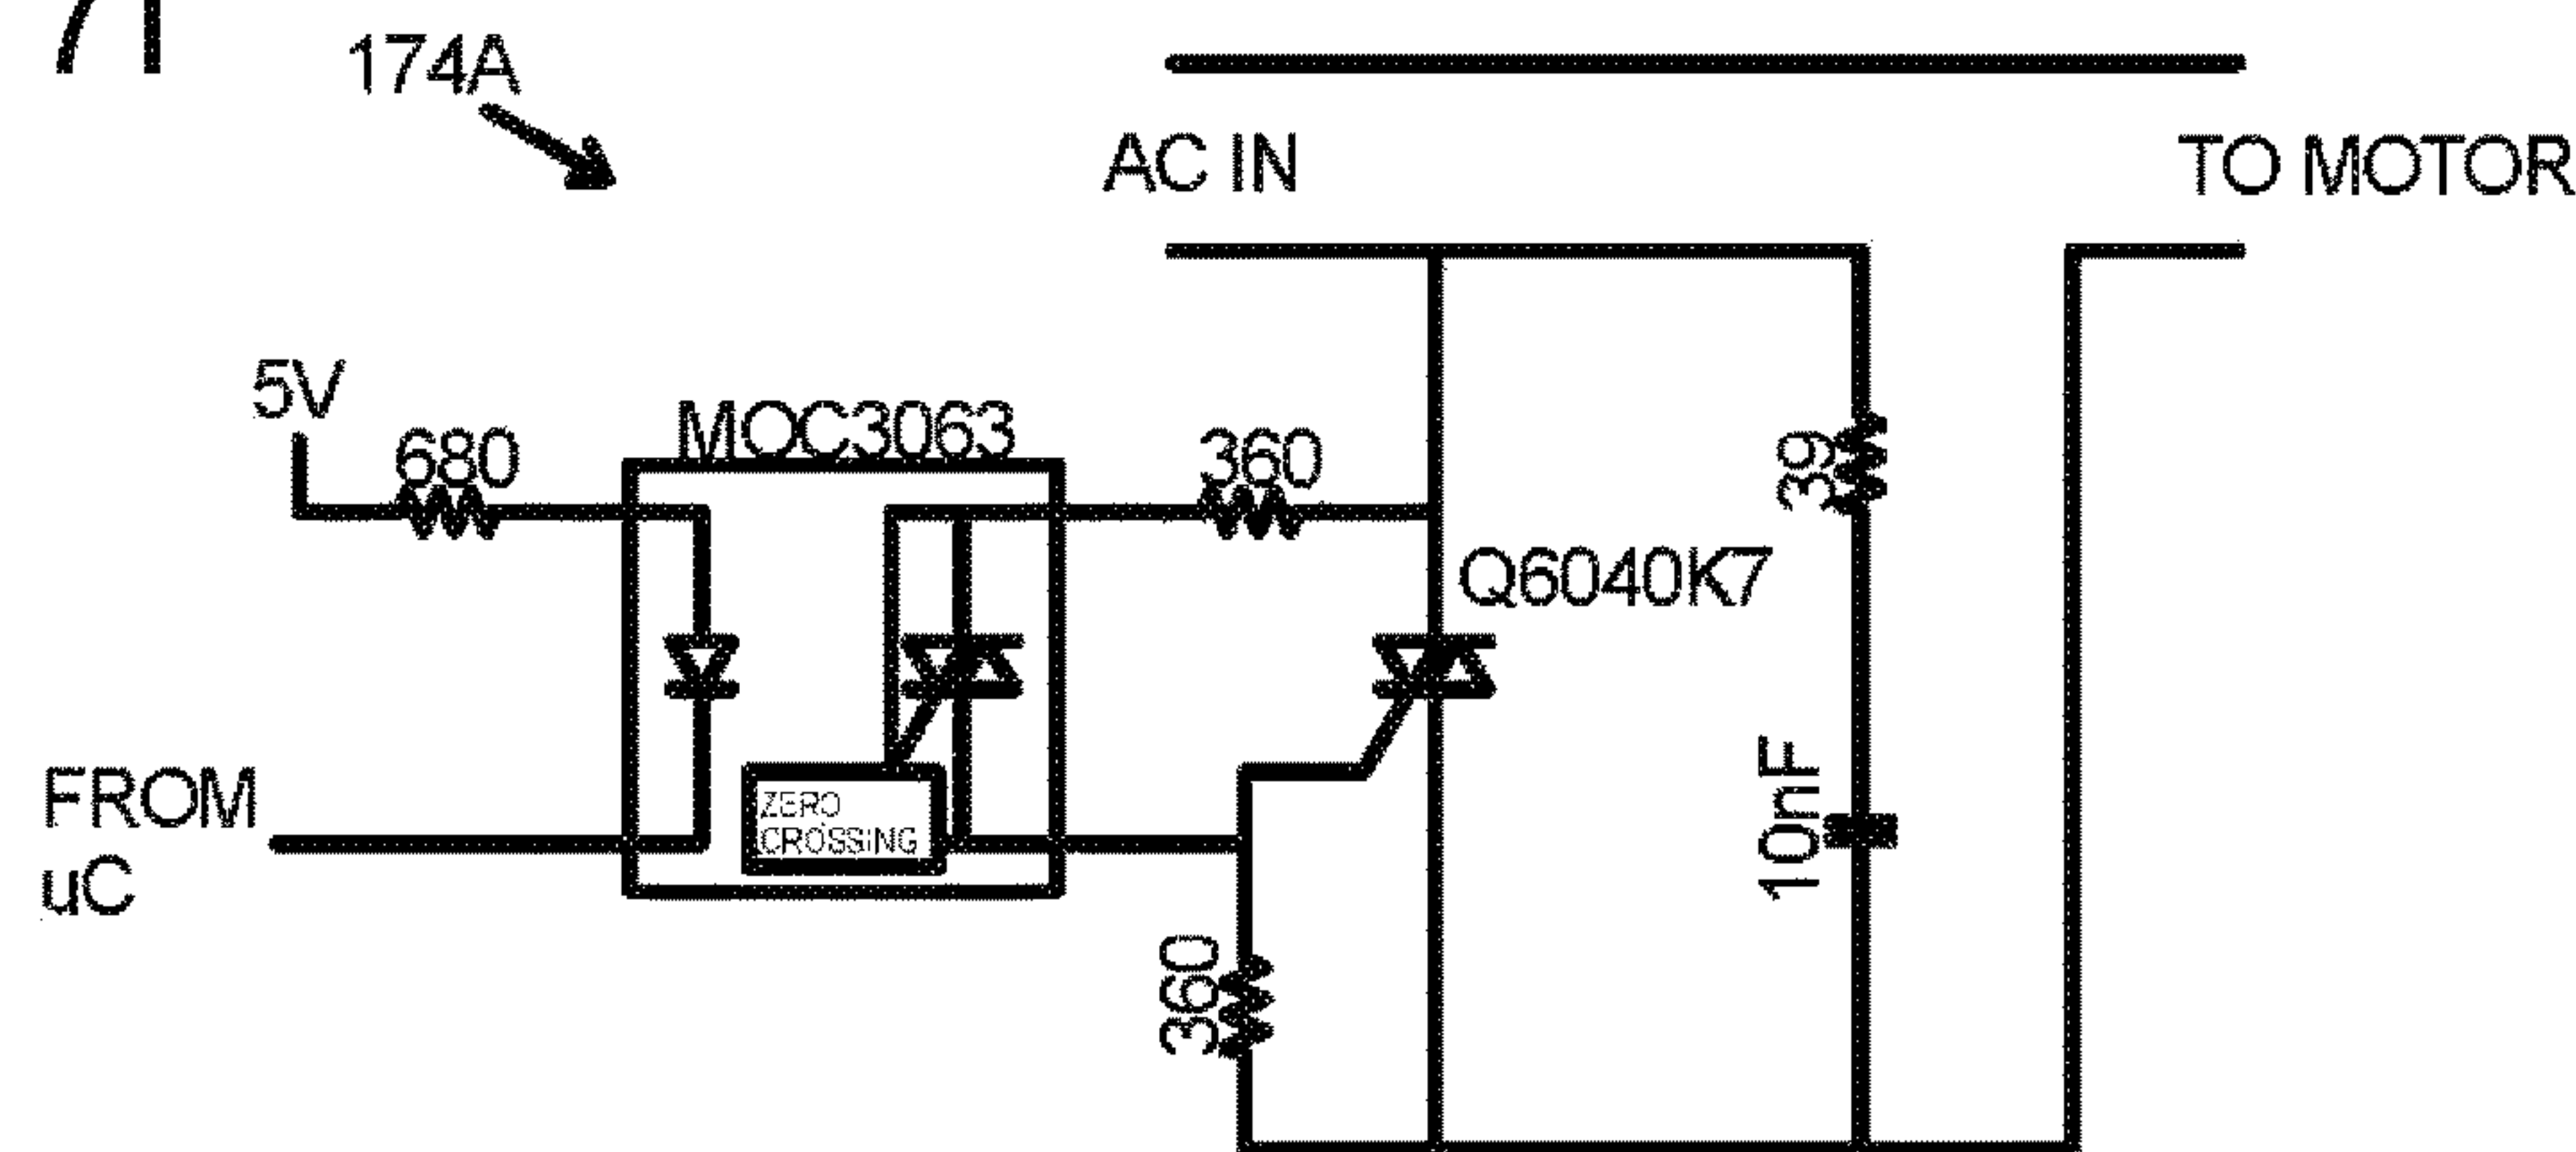 174A
AC IN
TO MOTOR
5V
680
MOC3063
360
39
Q6040K7
FROM
uC
ZERO
CROSSING
10nF
360